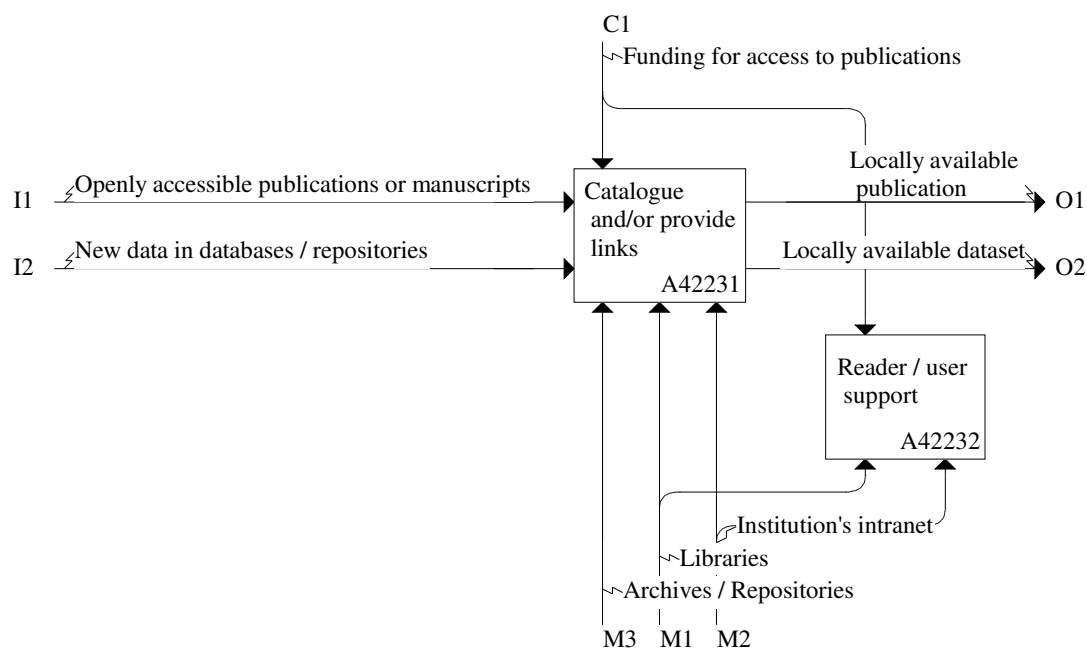 C1
Funding for access to publications
Locally available
publication
I1
Openly accessible publications or manuscripts
Catalogue
and/or provide
links
A42231
O1
I2
New data in databases / repositories
Locally available dataset
O2
Reader / user
support
A42232
Institution's intranet
Libraries
Archives / Repositories
M3 M1 M2